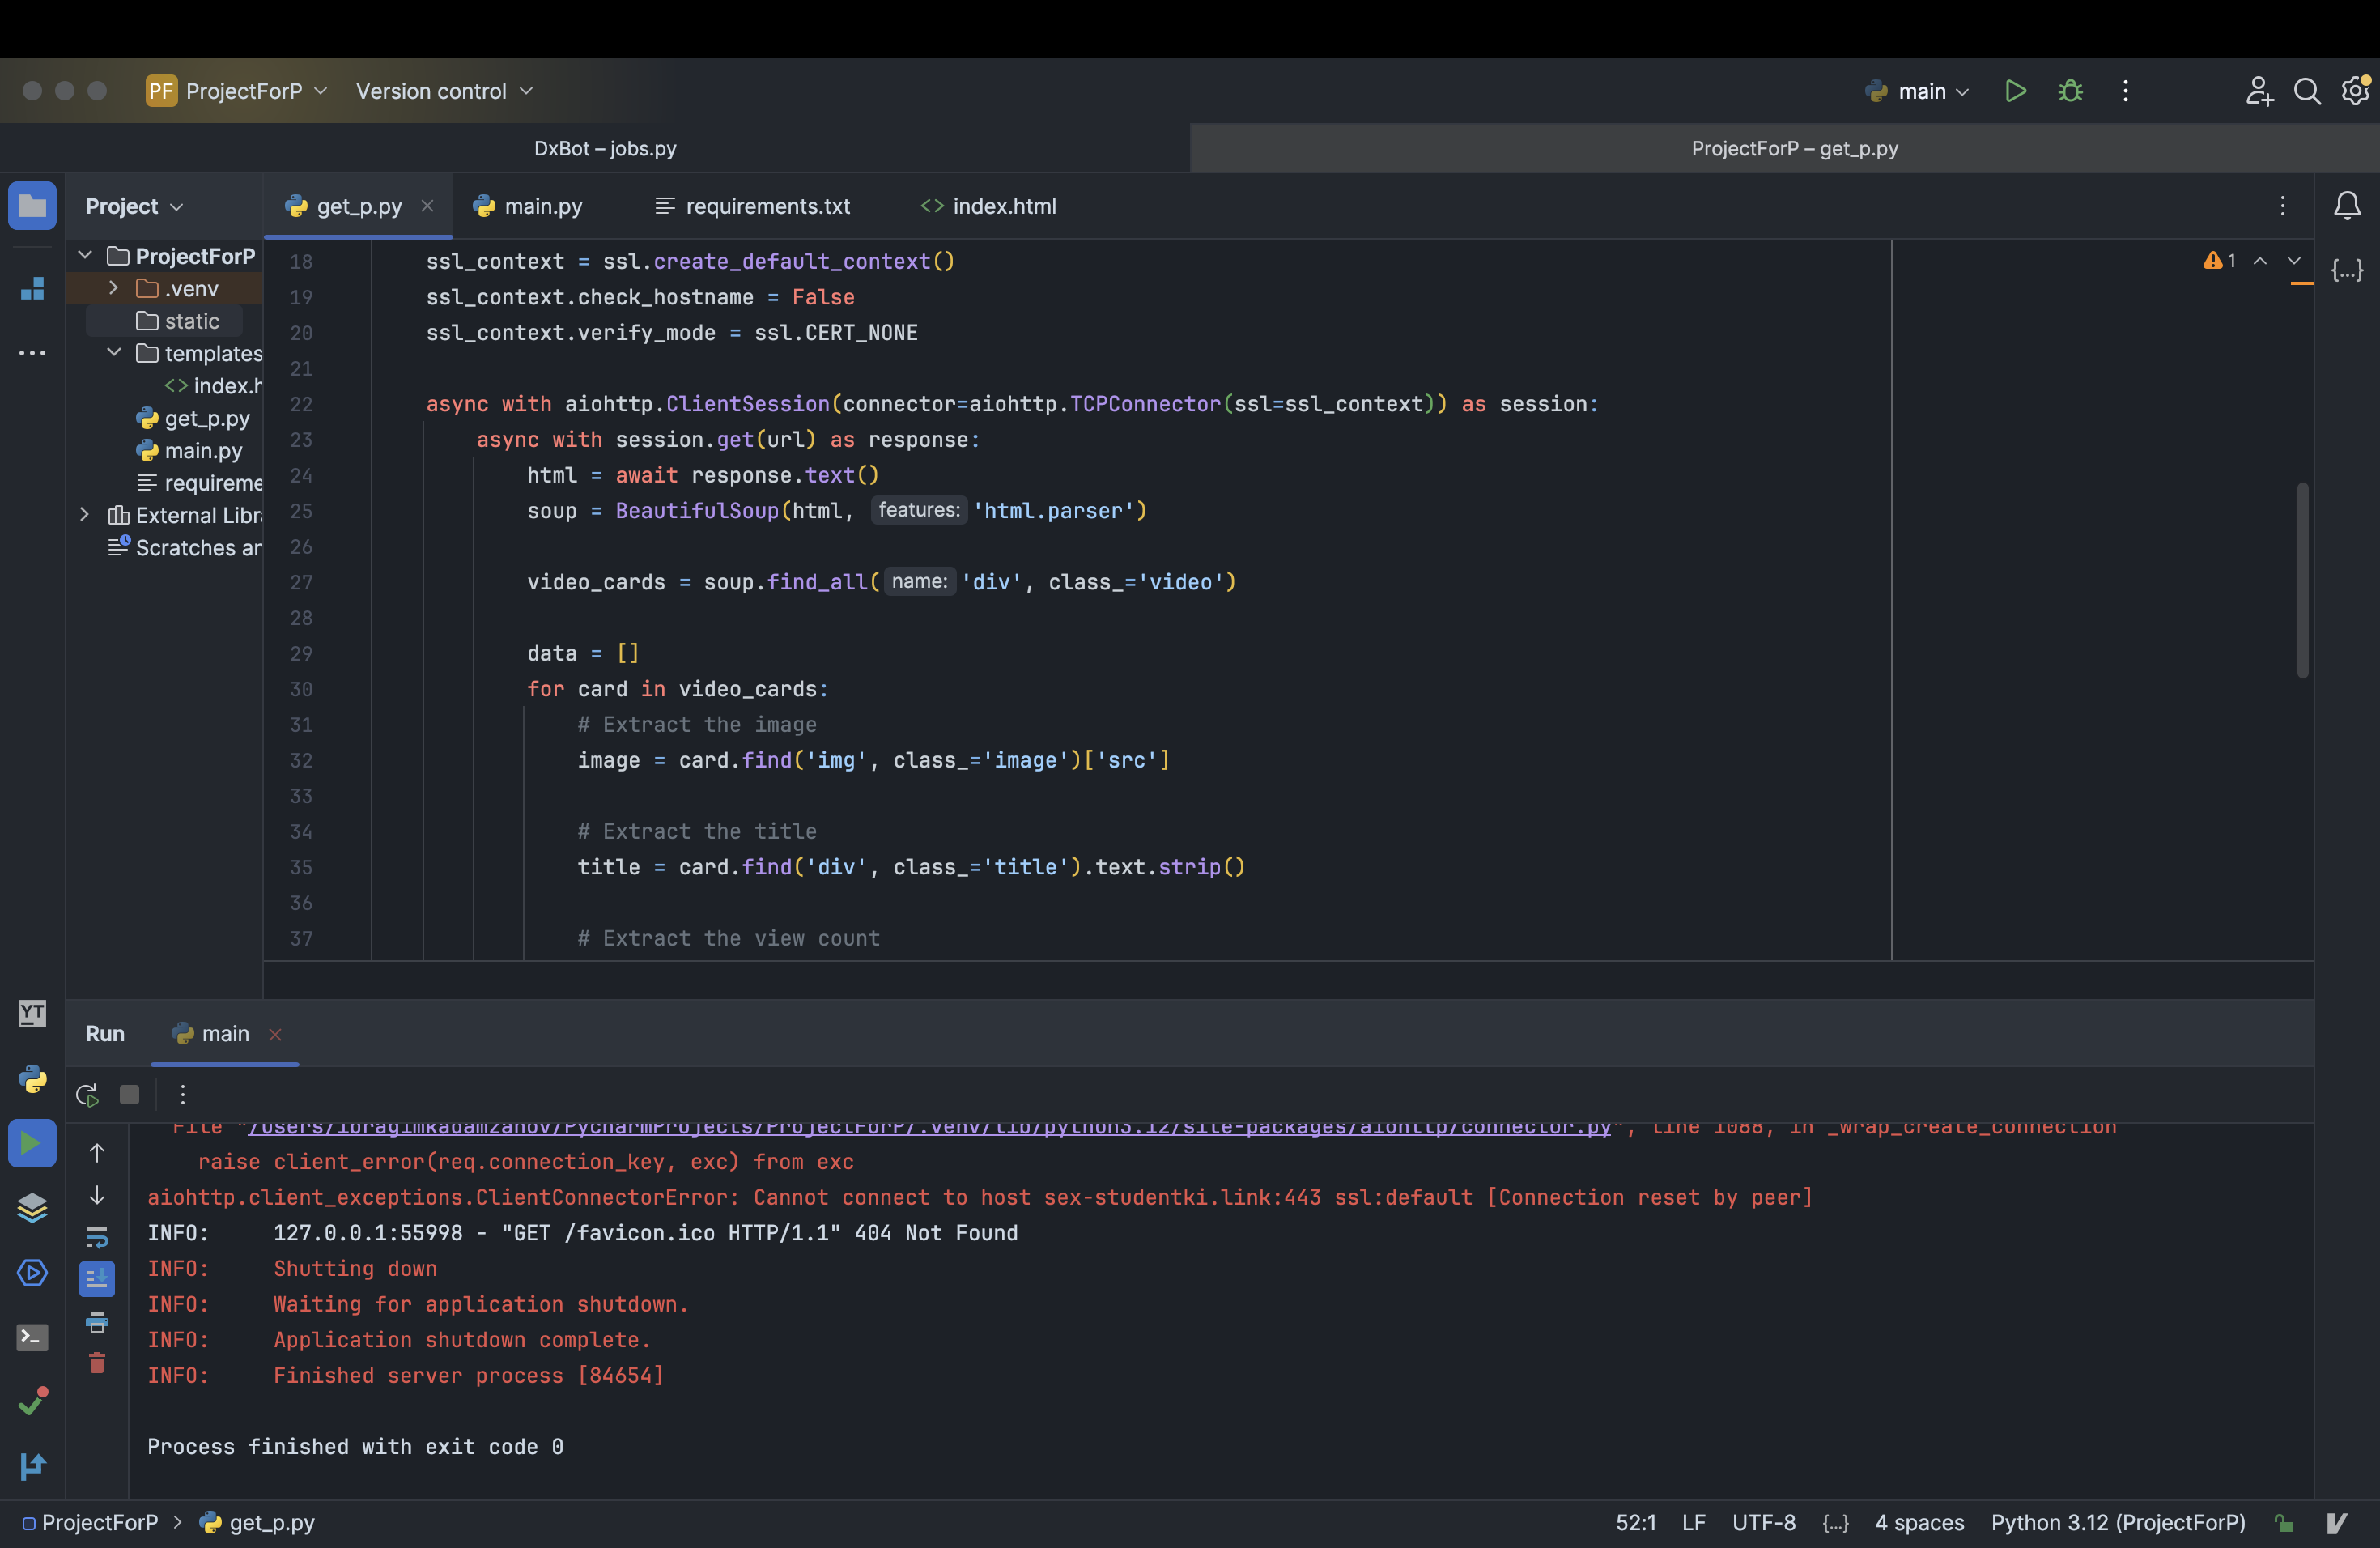 PF ProjectForP Version control main
DxBot – jobs.py ProjectForP – get_p.py
Project get_p.py main.py requirements.txt index.html
ProjectForP
.venv
static
templates
index.h
get_p.py
main.py
requireme
External Libr
Scratches ar
1
18 ssl_context = ssl.create_default_context()
19 ssl_context.check_hostname = False
20 ssl_context.verify_mode = ssl.CERT_NONE
21
22 async with aiohttp.ClientSession(connector=aiohttp.TCPConnector(ssl=ssl_context)) as session:
23 async with session.get(url) as response:
24 html = await response.text()
25 soup = BeautifulSoup(html, features: 'html.parser')
26
27 video_cards = soup.find_all( name: 'div', class_='video')
28
29 data = []
30 for card in video_cards:
31 # Extract the image
32 image = card.find('img', class_='image')['src']
33
34 # Extract the title
35 title = card.find('div', class_='title').text.strip()
36
37 # Extract the view count
YT
Run main
File "/Users/ibragimkadamzanov/PycharmProjects/ProjectForP/.venv/lib/python3.12/site-packages/aiohttp/connector.py", line 1088, in _wrap_create_connection
raise client_error(req.connection_key, exc) from exc
aiohttp.client_exceptions.ClientConnectorError: Cannot connect to host sex-studentki.link:443 ssl:default [Connection reset by peer]
INFO: 127.0.0.1:55998 - "GET /favicon.ico HTTP/1.1" 404 Not Found
INFO: Shutting down
INFO: Waiting for application shutdown.
INFO: Application shutdown complete.
INFO: Finished server process [84654]
Process finished with exit code 0
ProjectForP > get_p.py 52:1 LF UTF-8 {...} 4 spaces Python 3.12 (ProjectForP)